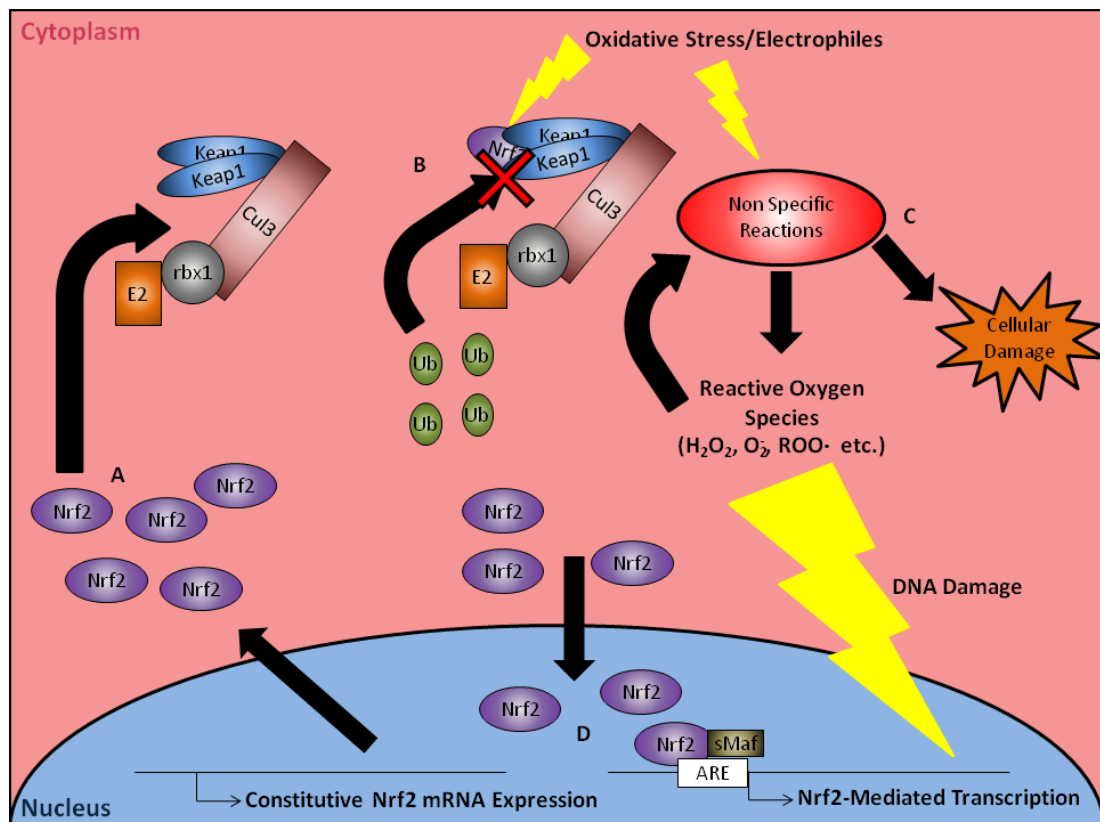 Cytoplasm
Oxidative Stress/Electrophiles
Keap1
Keap1
Cul3
rbx1
E2
A
Nrf2
Nrf2
Nrf2
Nrf2
Nrf2
B
Keap1
Keap1
Cul3
rbx1
E2
Ub
Ub
Ub
Ub
Nrf2
Nrf2
Nrf2
Non Specific
Reactions
C
Cellular
Damage
Reactive Oxygen
Species
(H₂O₂, O₂⁻, ROO· etc.)
DNA Damage
Nrf2
Nrf2
D
Nrf2
sMaf
ARE
Constitutive Nrf2 mRNA Expression
Nrf2-Mediated Transcription
Nucleus